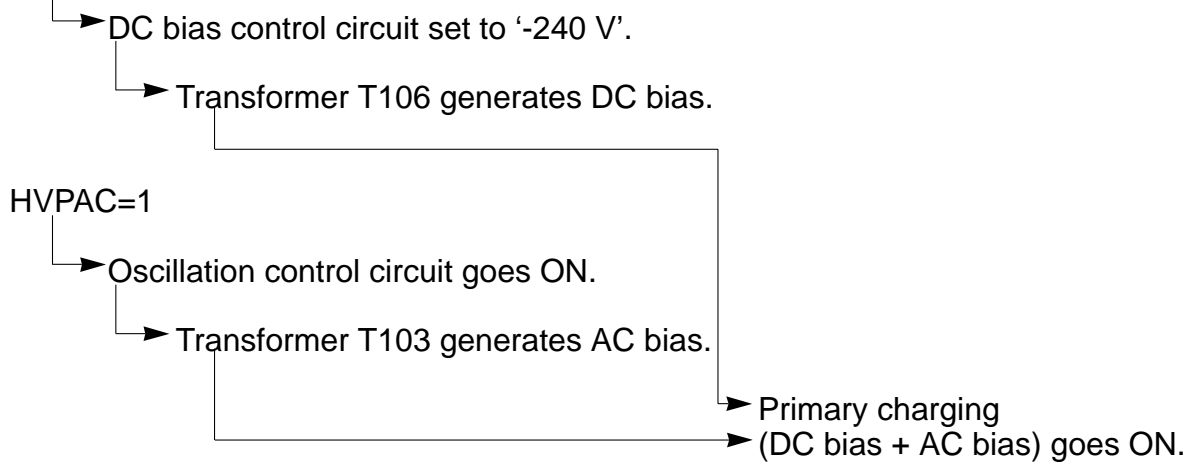 DC bias control circuit set to ‘-240 V’.
Transformer T106 generates DC bias.
HVPAC=1
Oscillation control circuit goes ON.
Transformer T103 generates AC bias.
Primary charging
(DC bias + AC bias) goes ON.